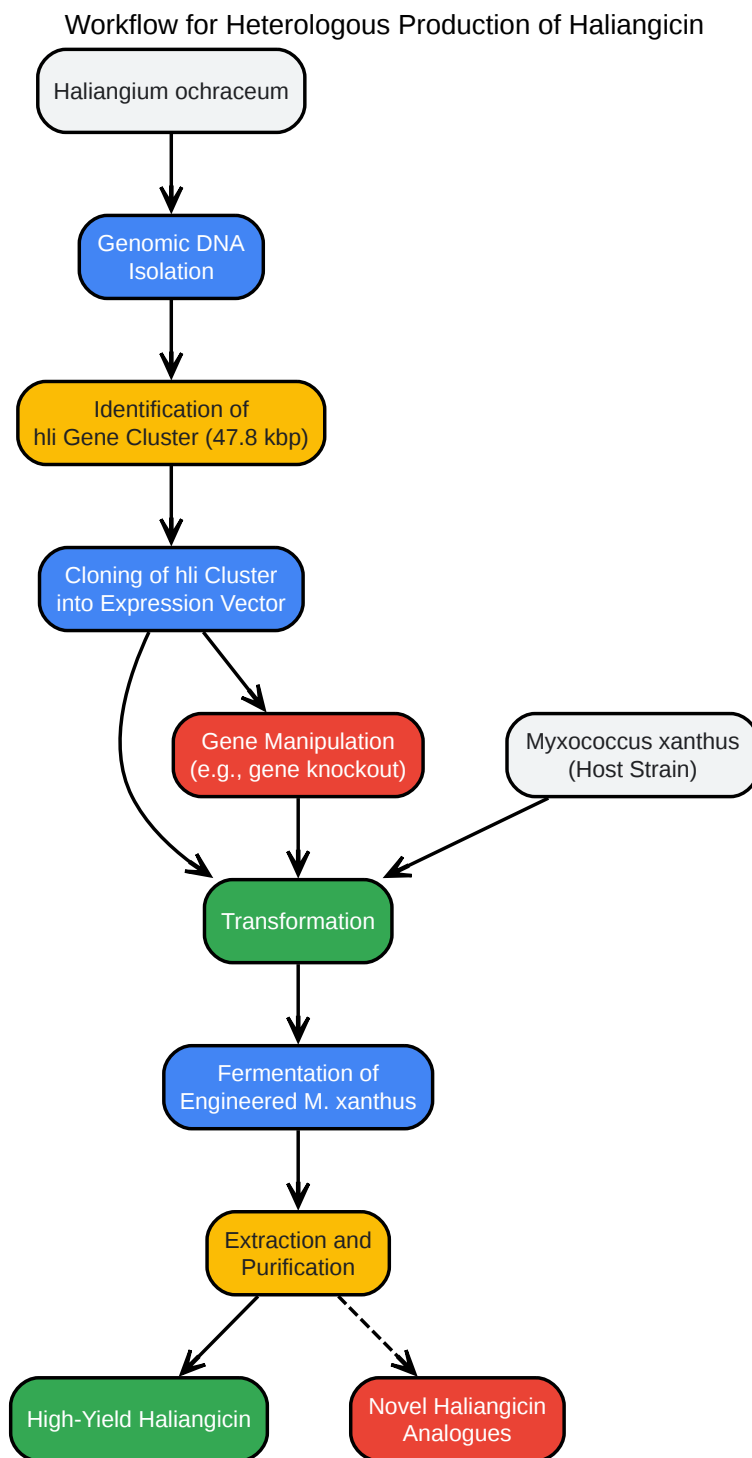 Workflow for Heterologous Production of Haliangicin
Haliangium ochraceum
Genomic DNA
Isolation
Identification of
hli Gene Cluster (47.8 kbp)
Cloning of hli Cluster
into Expression Vector
Gene Manipulation
(e.g., gene knockout)
Myxococcus xanthus
(Host Strain)
Transformation
Fermentation of
Engineered M. xanthus
Extraction and
Purification
High-Yield Haliangicin
Novel Haliangicin
Analogues